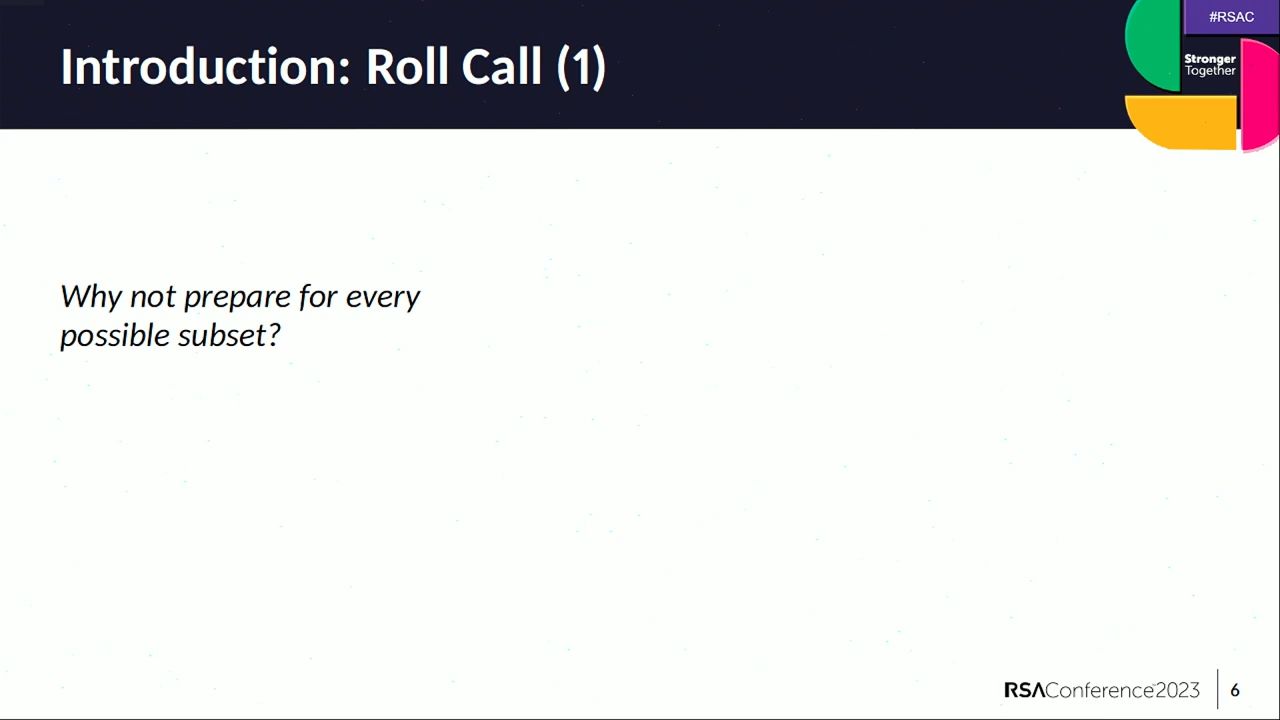 #RSAC
Introduction: Roll Call (1)
Stronger
Together
Why not prepare for every
possible subset?
RSAConference2023
6